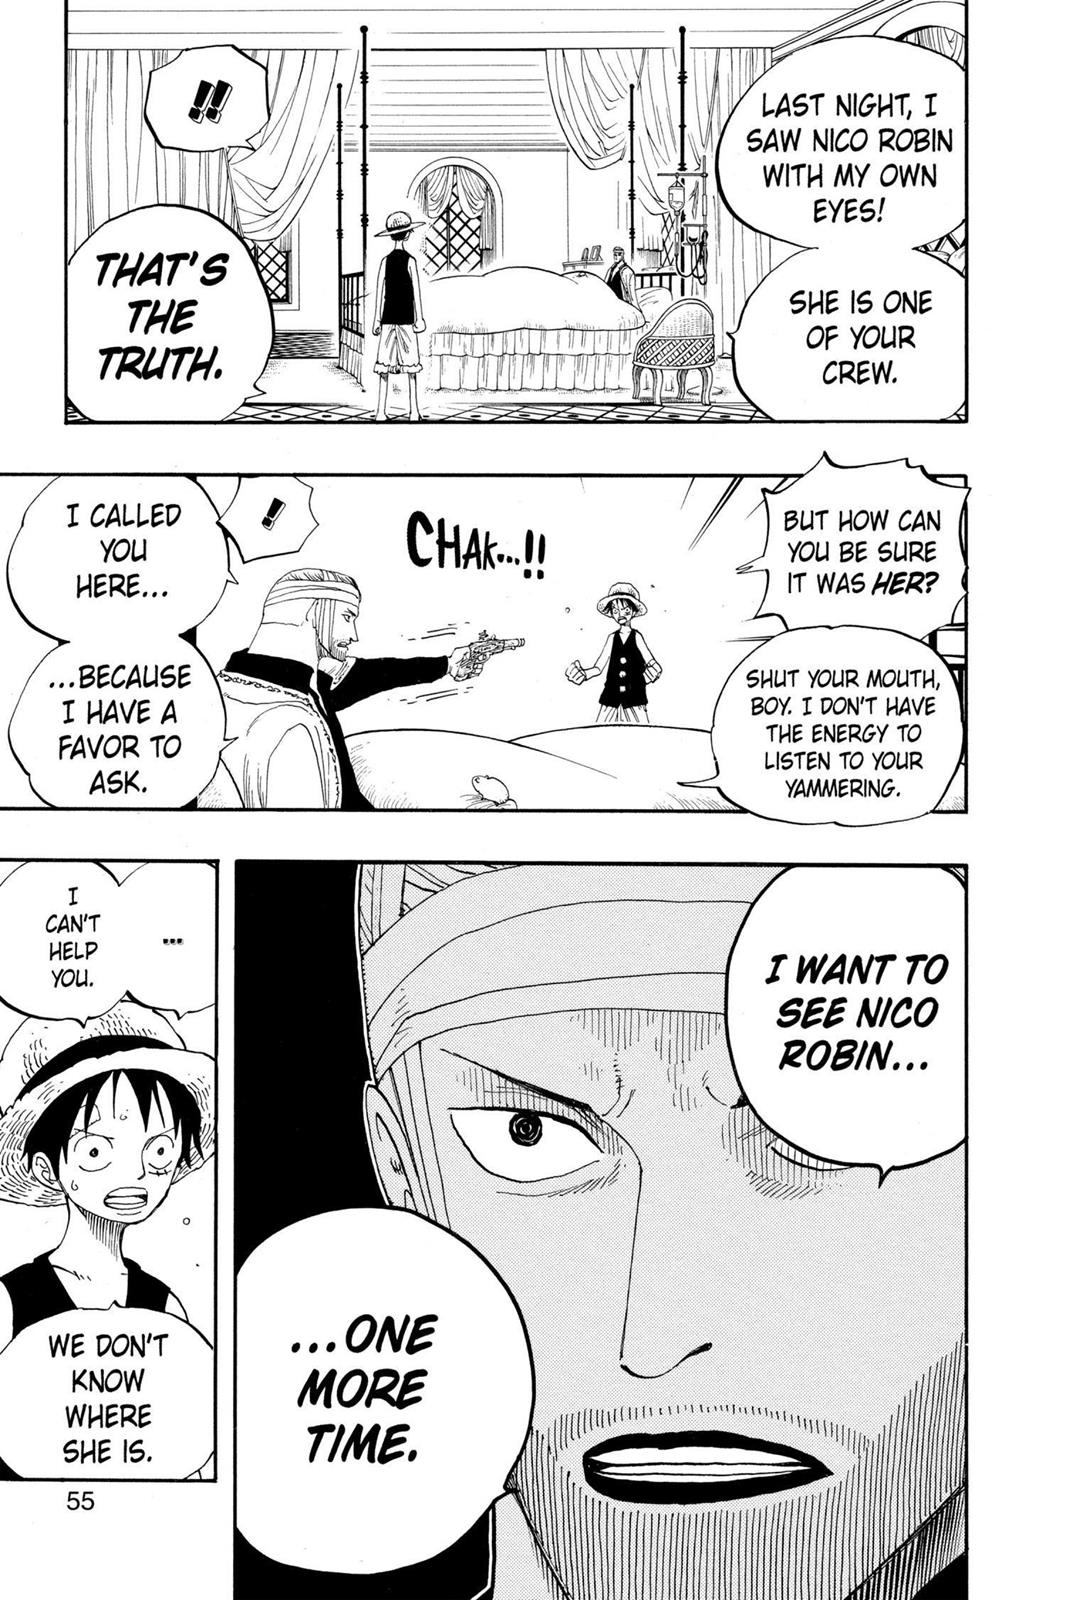 LAST NIGHT, I
SAW NICO ROBIN
WITH MY OWN
EYES!
SHE IS ONE
OF YOUR
CREW.
!!
THAT'S
THE
TRUTH.
BUT HOW CAN
YOU BE SURE
IT WAS HER?
SHUT YOUR MOUTH,
BOY. I DON'T HAVE
THE ENERGY TO
LISTEN TO YOUR
YAMMERING.
CHAK...!!
!
I CALLED
YOU
HERE...
...BECAUSE
I HAVE A
FAVOR TO
ASK.
I WANT TO
SEE NICO
ROBIN...
...ONE
MORE
TIME.
...
I
CAN'T
HELP
YOU.
WE DON'T
KNOW
WHERE
SHE IS.
55